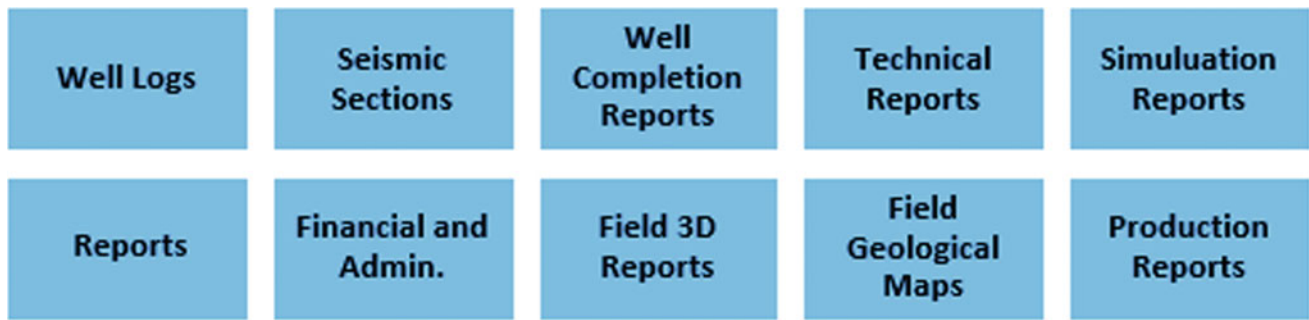 Well Logs
Seismic
Sections
Well
Completion
Reports
Technical
Reports
Simuluation
Reports
Reports
Financial and
Admin.
Field 3D
Reports
Field
Geological
Maps
Production
Reports